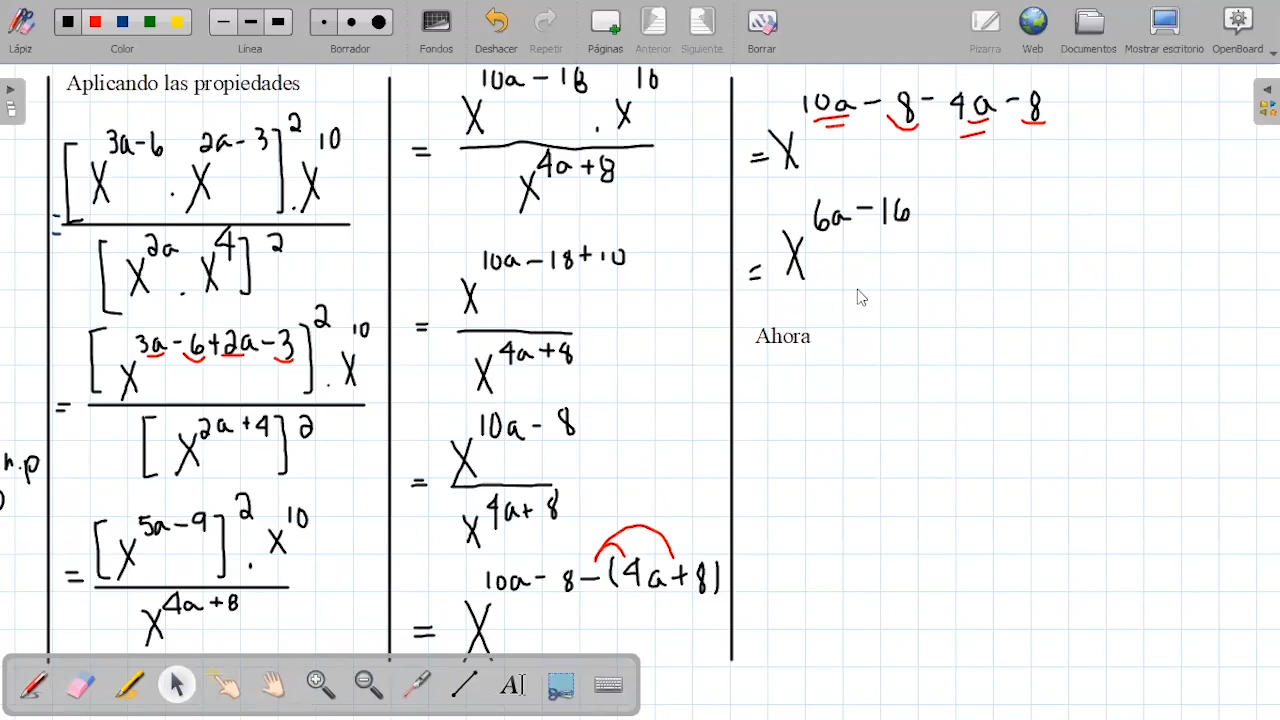 Lápiz Color Línea Borrador Fondos Deshacer Repetir Páginas Anterior Siguiente Borrar Pizarra Web Documentos Mostrar escritorio OpenBoard
Aplicando las propiedades
= [x^{3a-6} . x^{2a-3}]^2 . x^{10}
[x^{2a} . x^4]^2
= [x^{3a-6+2a-3}]^2 . x^{10}
[x^{2a+4}]^2
n.p
= [x^{5a-9}]^2 . x^{10}
x^{4a+8}
= x^{10a-18} . x^{10}
x^{4a+8}
= x^{10a-18+10}
x^{4a+8}
= x^{10a-8}
x^{4a+8}
= x^{10a-8-(4a+8)}
= x^{10a-8-4a-8}
= x^{6a-16}
Ahora
AI